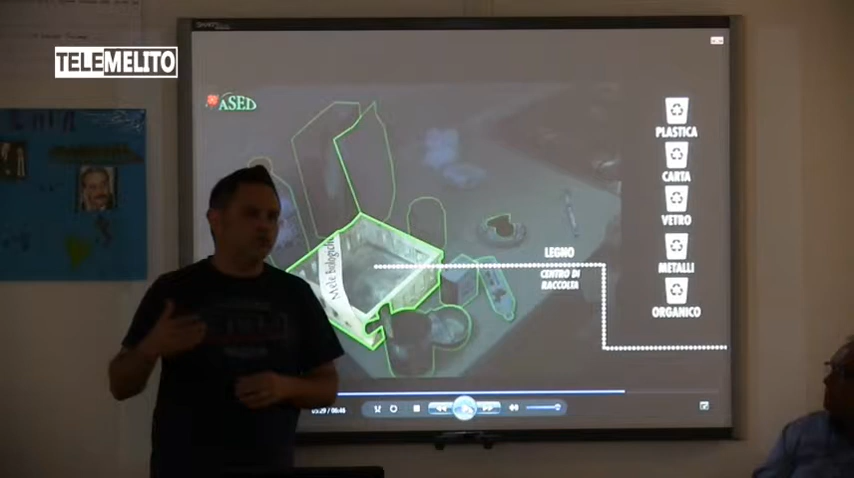 TELEMELITO
ASED
PLASTICA
CARTA
VETRO
METALLI
ORGANICO
Mele biologiche
LEGNO
CENTRO DI
RACCOLTA
05:29 / 06:46